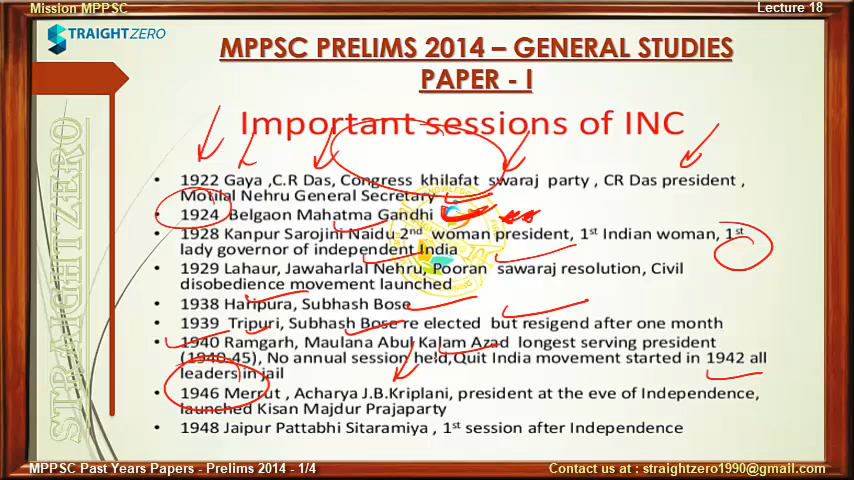 Mission MPPSC
Lecture 18
STRAIGHTZERO
MPPSC PRELIMS 2014 – GENERAL STUDIES
PAPER - I
Important sessions of INC
• 1922 Gaya ,C.R Das, Congress khilafat swaraj party , CR Das president ,
Motilal Nehru General Secretary
• 1924 Belgaon Mahatma Gandhi
• 1928 Kanpur Sarojini Naidu 2nd woman president, 1st Indian woman, 1st
lady governor of independent India
• 1929 Lahaur, Jawaharlal Nehru, Pooran sawaraj resolution, Civil
disobedience movement launched
• 1938 Haripura, Subhash Bose
• 1939 Tripuri, Subhash Bose re elected but resigend after one month
• 1940 Ramgarh, Maulana Abul Kalam Azad longest serving president
(1940-45), No annual session held,Quit India movement started in 1942 all
leaders in jail
• 1946 Merrut , Acharya J.B.Kriplani, president at the eve of Independence,
launched Kisan Majdur Prajaparty
• 1948 Jaipur Pattabhi Sitaramiya , 1st session after Independence
STRAIGHTZERO
MPPSC Past Years Papers - Prelims 2014 - 1/4
Contact us at : straightzero1990@gmail.com